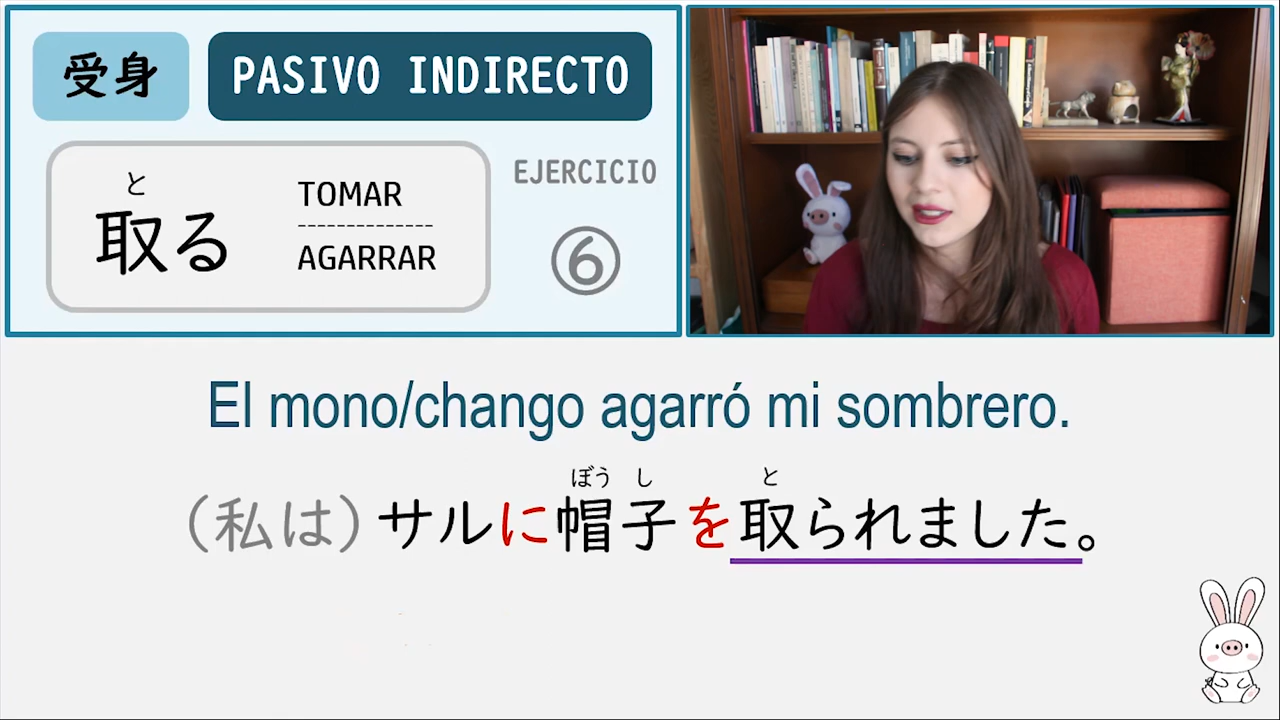 受身
PASIVO INDIRECTO
と
取る
TOMAR
AGARRAR
EJERCICIO
⑥
El mono/chango agarró mi sombrero.
ぼう し と
(私は)サルに帽子を取られました。